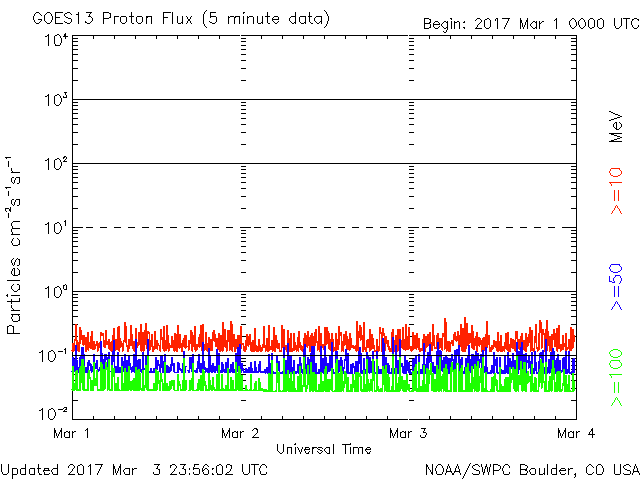 GOES13 Proton Flux (5 minute data)
Begin: 2017 Mar 1 0000 UTC
10⁴
10³
10²
10¹
10⁰
10⁻¹
10⁻²
Particles cm⁻²s⁻¹sr⁻¹
MeV
>=10
>=50
>=100
Mar 1
Mar 2
Mar 3
Mar 4
Universal Time
Updated 2017 Mar 3 23:56:02 UTC
NOAA/SWPC Boulder, CO USA